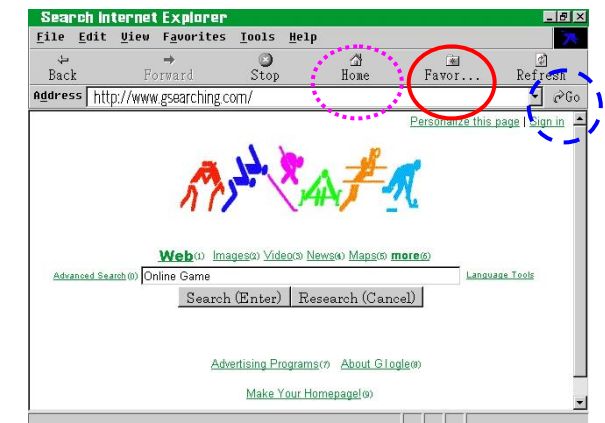 Search Internet Explorer
File Edit View Favorites Tools Help
Back Forward Stop Home Favor... Refresh
Address http://www.gsearching.com/ Go
Personalize this page | Sign in
Web(1) Images(2) Video(3) News(4) Maps(5) more(6)
Advanced Search(0) Online Game Language Tools
Search (Enter) Research (Cancel)
Advertising Programs(7) About Glogle(8)
Make Your Homepage!(9)